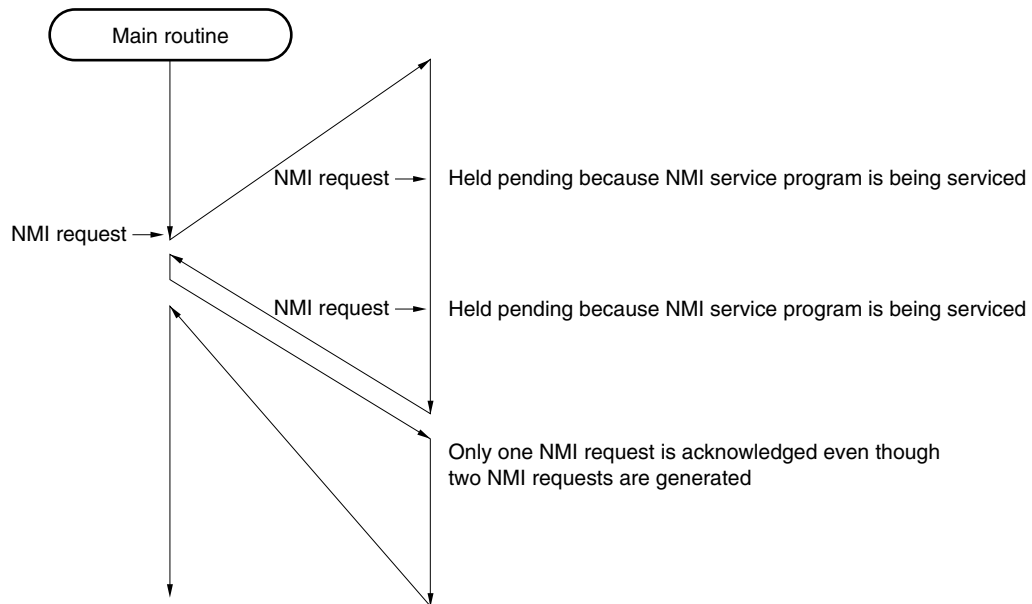 Main routine
NMI request
Held pending because NMI service program is being serviced
NMI request
NMI request
Held pending because NMI service program is being serviced
Only one NMI request is acknowledged even though
two NMI requests are generated